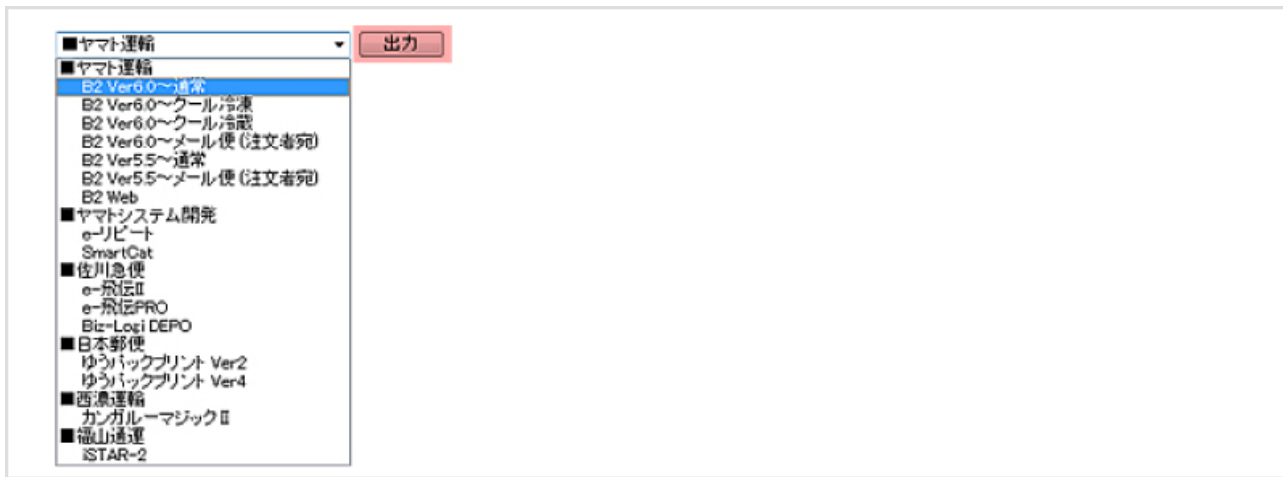 ■ヤマト運輸 出力
■ヤマト運輸
B2 Ver6.0～通常
B2 Ver6.0～クール冷凍
B2 Ver6.0～クール冷蔵
B2 Ver6.0～メール便(注文者宛)
B2 Ver5.5～通常
B2 Ver5.5～メール便(注文者宛)
B2 Web
■ヤマトシステム開発
e-リピート
SmartCat
■佐川急便
e-飛伝Ⅱ
e-飛伝PRO
Biz-Logi DEPO
■日本郵便
ゆうパックプリント Ver2
ゆうパックプリント Ver4
■西濃運輸
カンガルーマジックⅡ
■福山通運
iSTAR-2